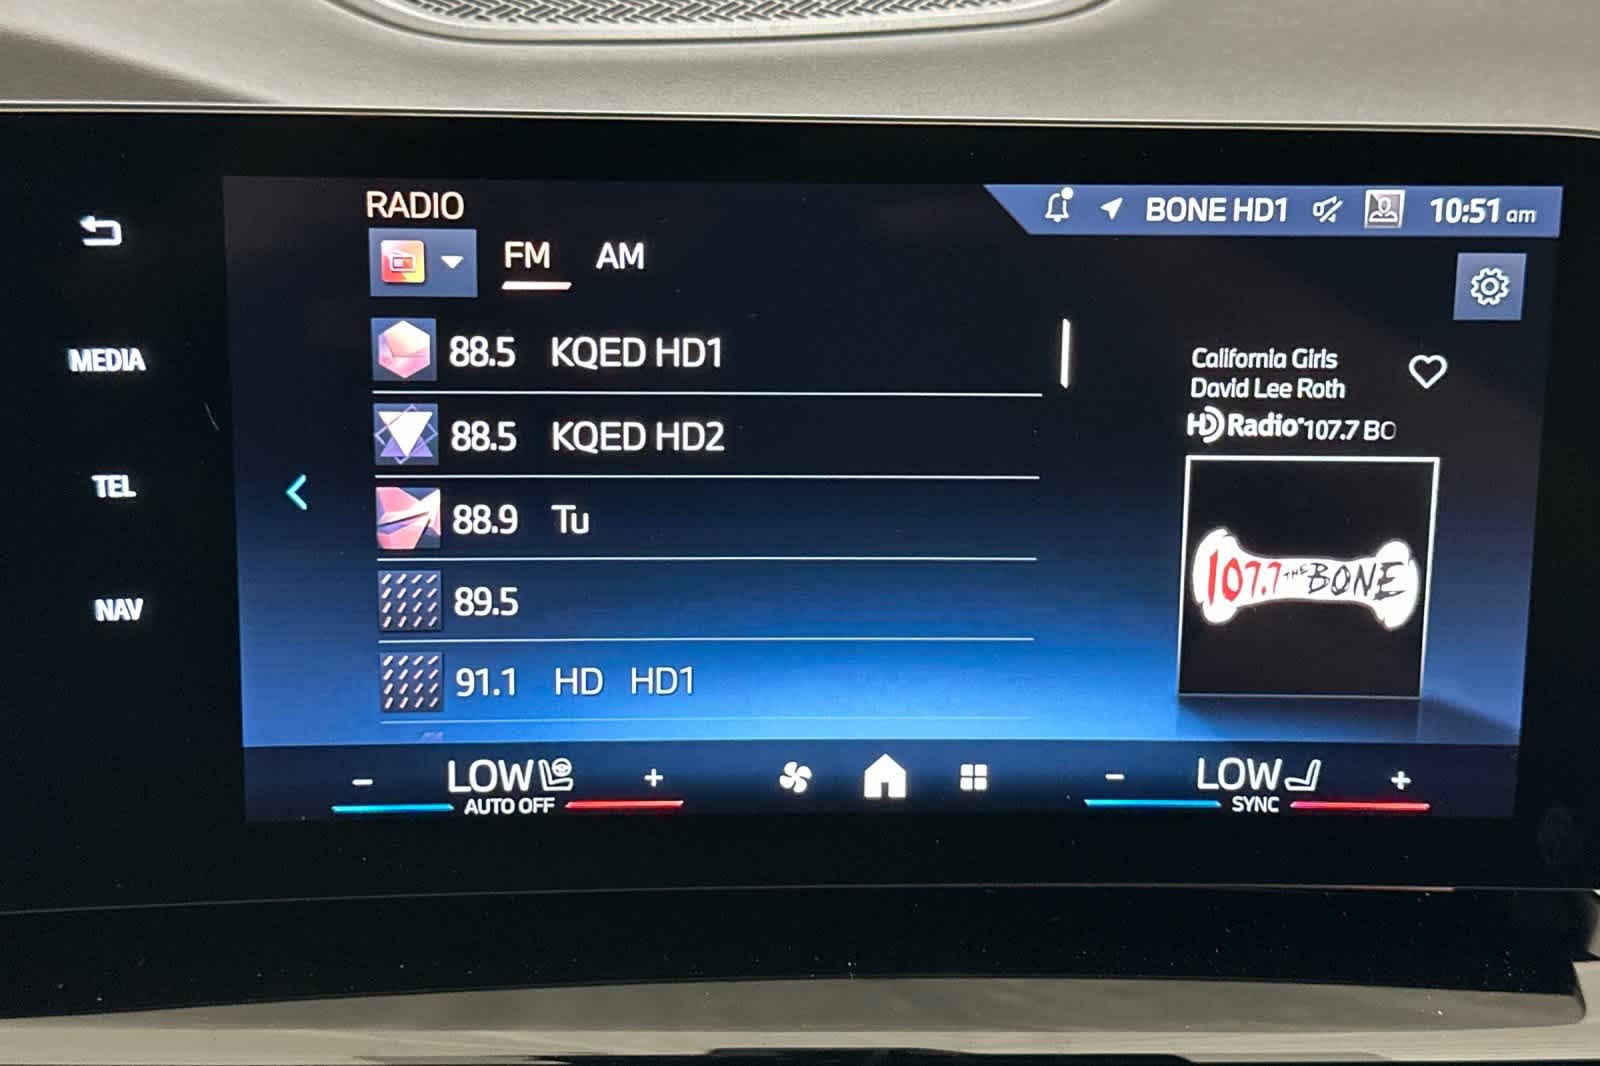 RADIO
BONE HD1
10:51 am
FM AM
MEDIA
TEL
NAV
88.5 KQED HD1
88.5 KQED HD2
88.9 Tu
89.5
91.1 HD HD1
California Girls
David Lee Roth
HD Radio 107.7 BO
107.7 THE BONE
- LOW +
AUTO OFF
- LOW +
SYNC